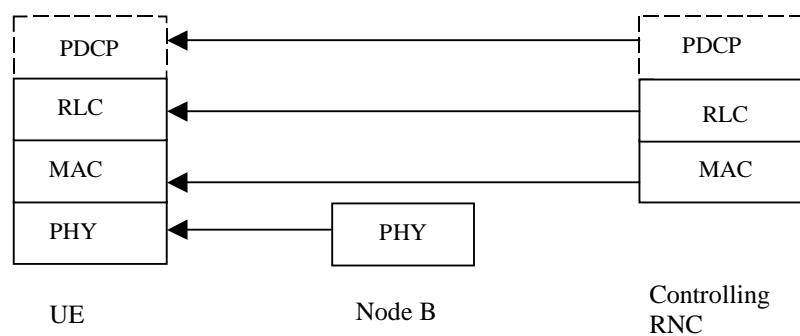 PDCP PDCP
RLC RLC
MAC MAC
PHY PHY
UE Node B Controlling
RNC